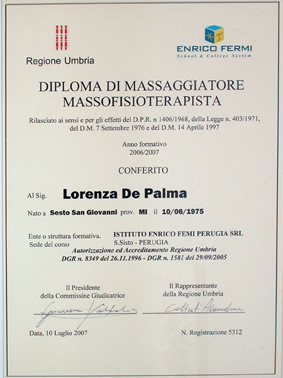 Regione Umbria
ENRICO FERMI
School & College System
DIPLOMA DI MASSAGGIATORE
MASSOFISIOTERAPISTA
Rilasciato ai sensi e per gli effetti del D.P.R. n 1406/1968, della Legge n. 403/1971,
del D.M. 7 Settembre 1976 e del D.M. 14 Aprile 1997
Anno formativo
2006/2007
CONFERITO
Al Sig. Lorenza De Palma
Nato a Sesto San Giovanni prov. MI il 10/06/1975
Ente o struttura formativa. ISTITUTO ENRICO FEMI PERUGIA SRL
Sede del corso S.Sisto - PERUGIA
Autorizzazione ed Accreditamento Regione Umbria
DGR n. 8349 del 26.11.1996 - DGR n. 1581 del 29/09/2005
Il Presidente
della Commissine Giudicatrice
Il Rappresentante
della Regione Umbria
Data, 10 Luglio 2007
N. Registrazione 5312